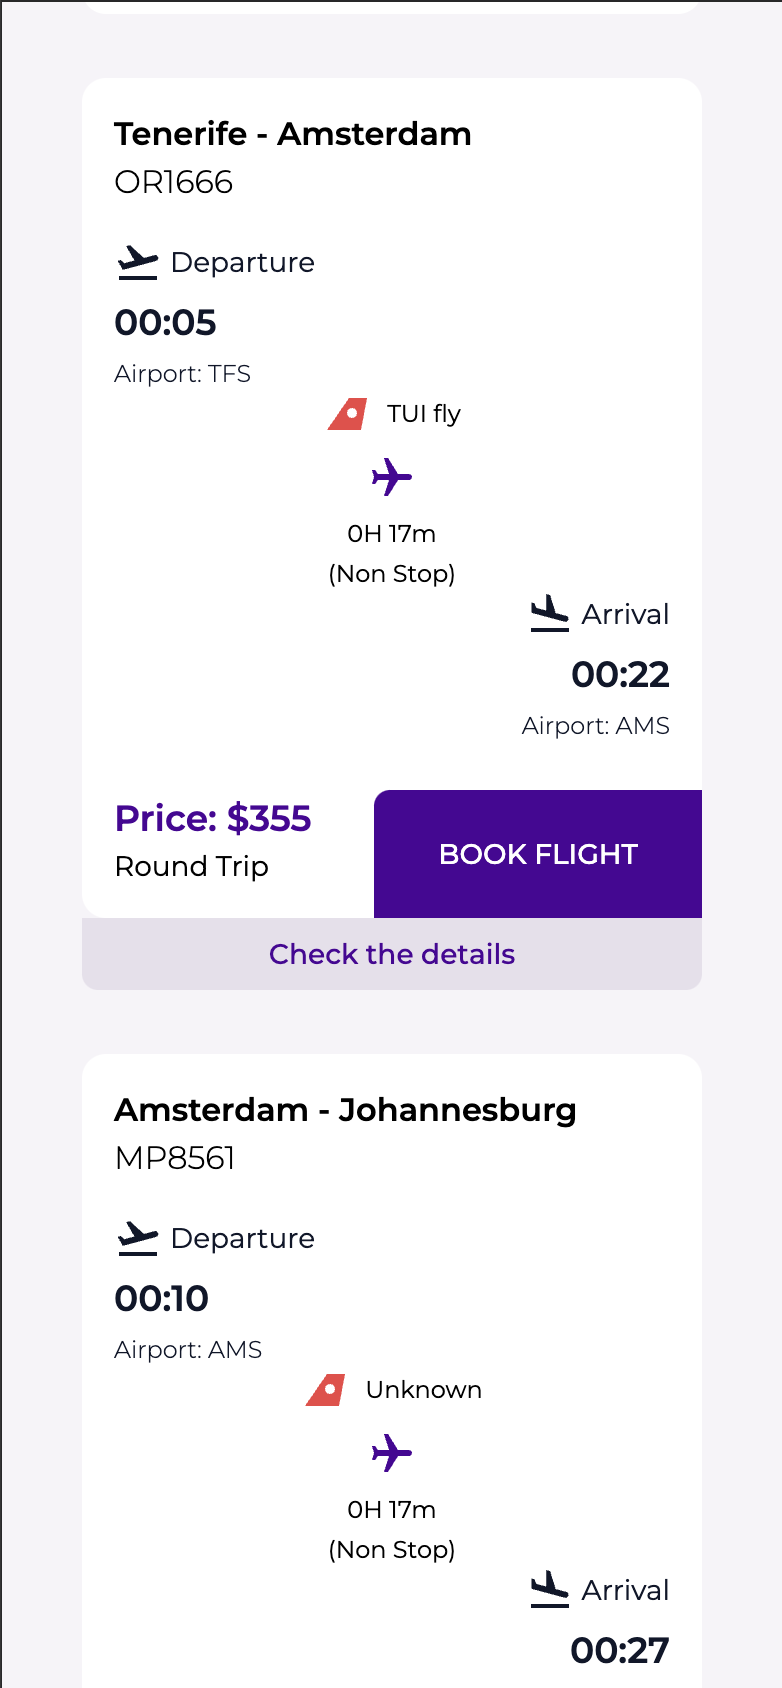 Tenerife - Amsterdam
OR1666
Departure
00:05
Airport: TFS
TUI fly
0H 17m
(Non Stop)
Arrival
00:22
Airport: AMS
Price: $355
Round Trip
BOOK FLIGHT
Check the details
Amsterdam - Johannesburg
MP8561
Departure
00:10
Airport: AMS
Unknown
0H 17m
(Non Stop)
Arrival
00:27